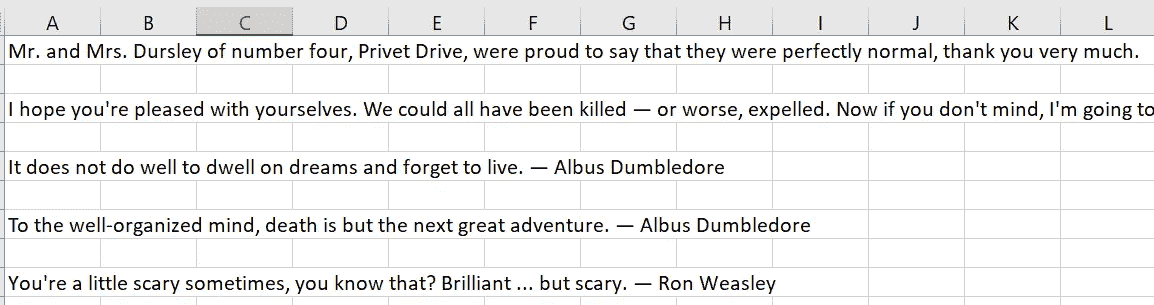 A B C D E F G H I J K L
Mr. and Mrs. Dursley of number four, Privet Drive, were proud to say that they were perfectly normal, thank you very much.
I hope you're pleased with yourselves. We could all have been killed — or worse, expelled. Now if you don't mind, I'm going to
It does not do well to dwell on dreams and forget to live. — Albus Dumbledore
To the well-organized mind, death is but the next great adventure. — Albus Dumbledore
You're a little scary sometimes, you know that? Brilliant ... but scary. — Ron Weasley